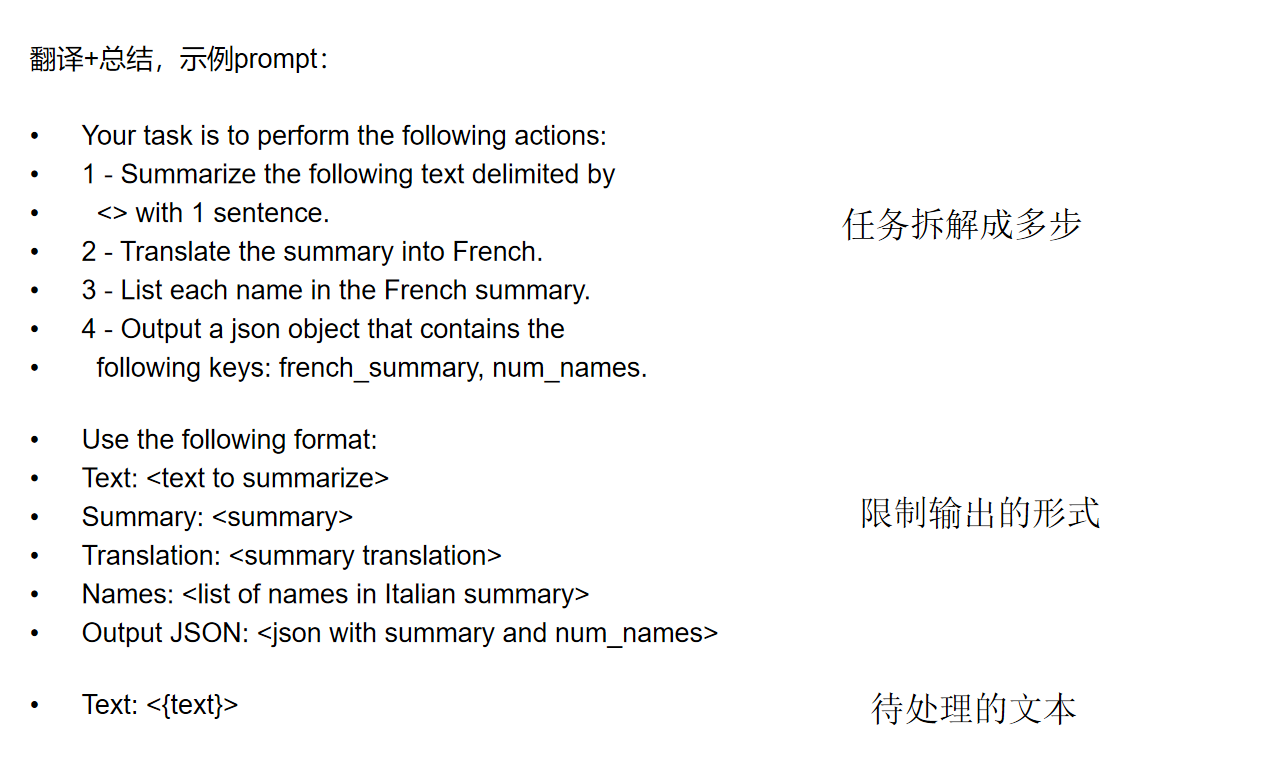 翻译+总结，示例prompt：
• Your task is to perform the following actions:
• 1 - Summarize the following text delimited by
• <> with 1 sentence.
任务拆解成多步
• 2 - Translate the summary into French.
• 3 - List each name in the French summary.
• 4 - Output a json object that contains the
• following keys: french_summary, num_names.
• Use the following format:
• Text: <text to summarize>
• Summary: <summary>
限制输出的形式
• Translation: <summary translation>
• Names: <list of names in Italian summary>
• Output JSON: <json with summary and num_names>
• Text: <{text}>
待处理的文本